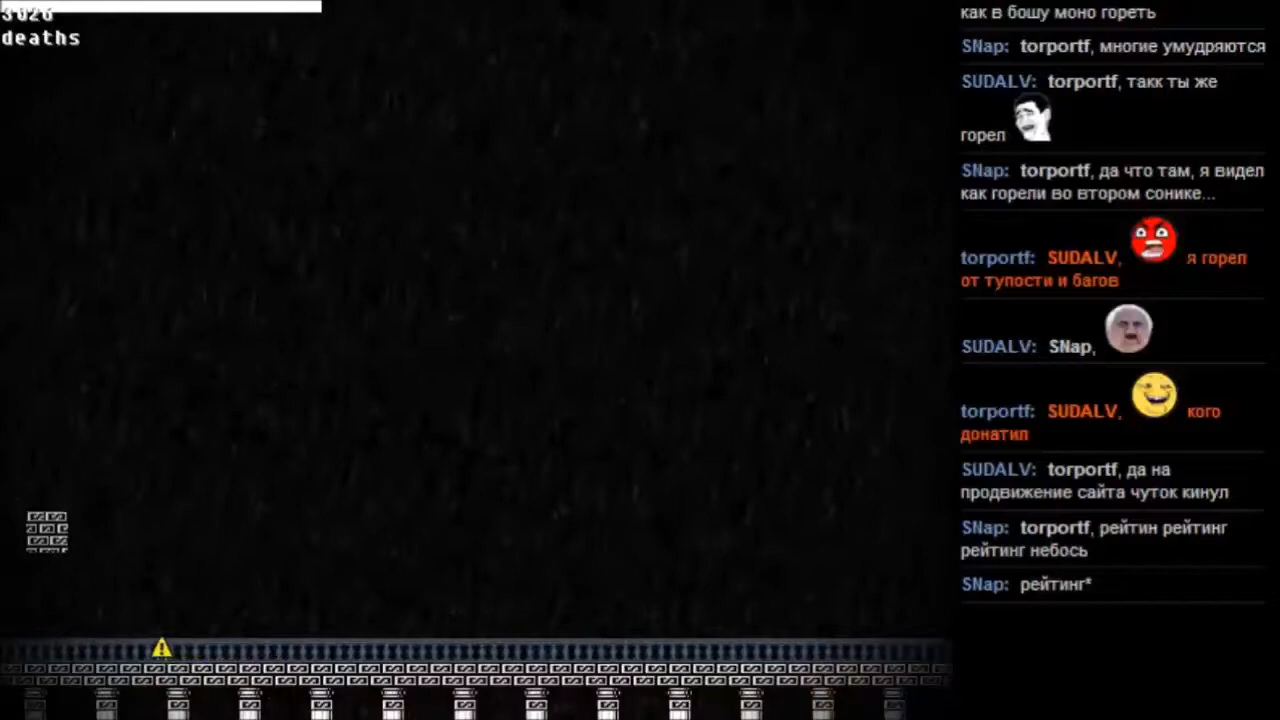 3026
deaths
как в бошу моно гореть
SNap: torportf, многие умудряются
SUDALV: torportf, такк ты же
горел
SNap: torportf, да что там, я видел
как горели во втором сонике...
torportf: SUDALV, я горел
от тупости и багов
SUDALV: SNap,
torportf: SUDALV, кого
донатил
SUDALV: torportf, да на
продвижение сайта чуток кинул
SNap: torportf, рейтин рейтинг
рейтинг небось
SNap: рейтинг*